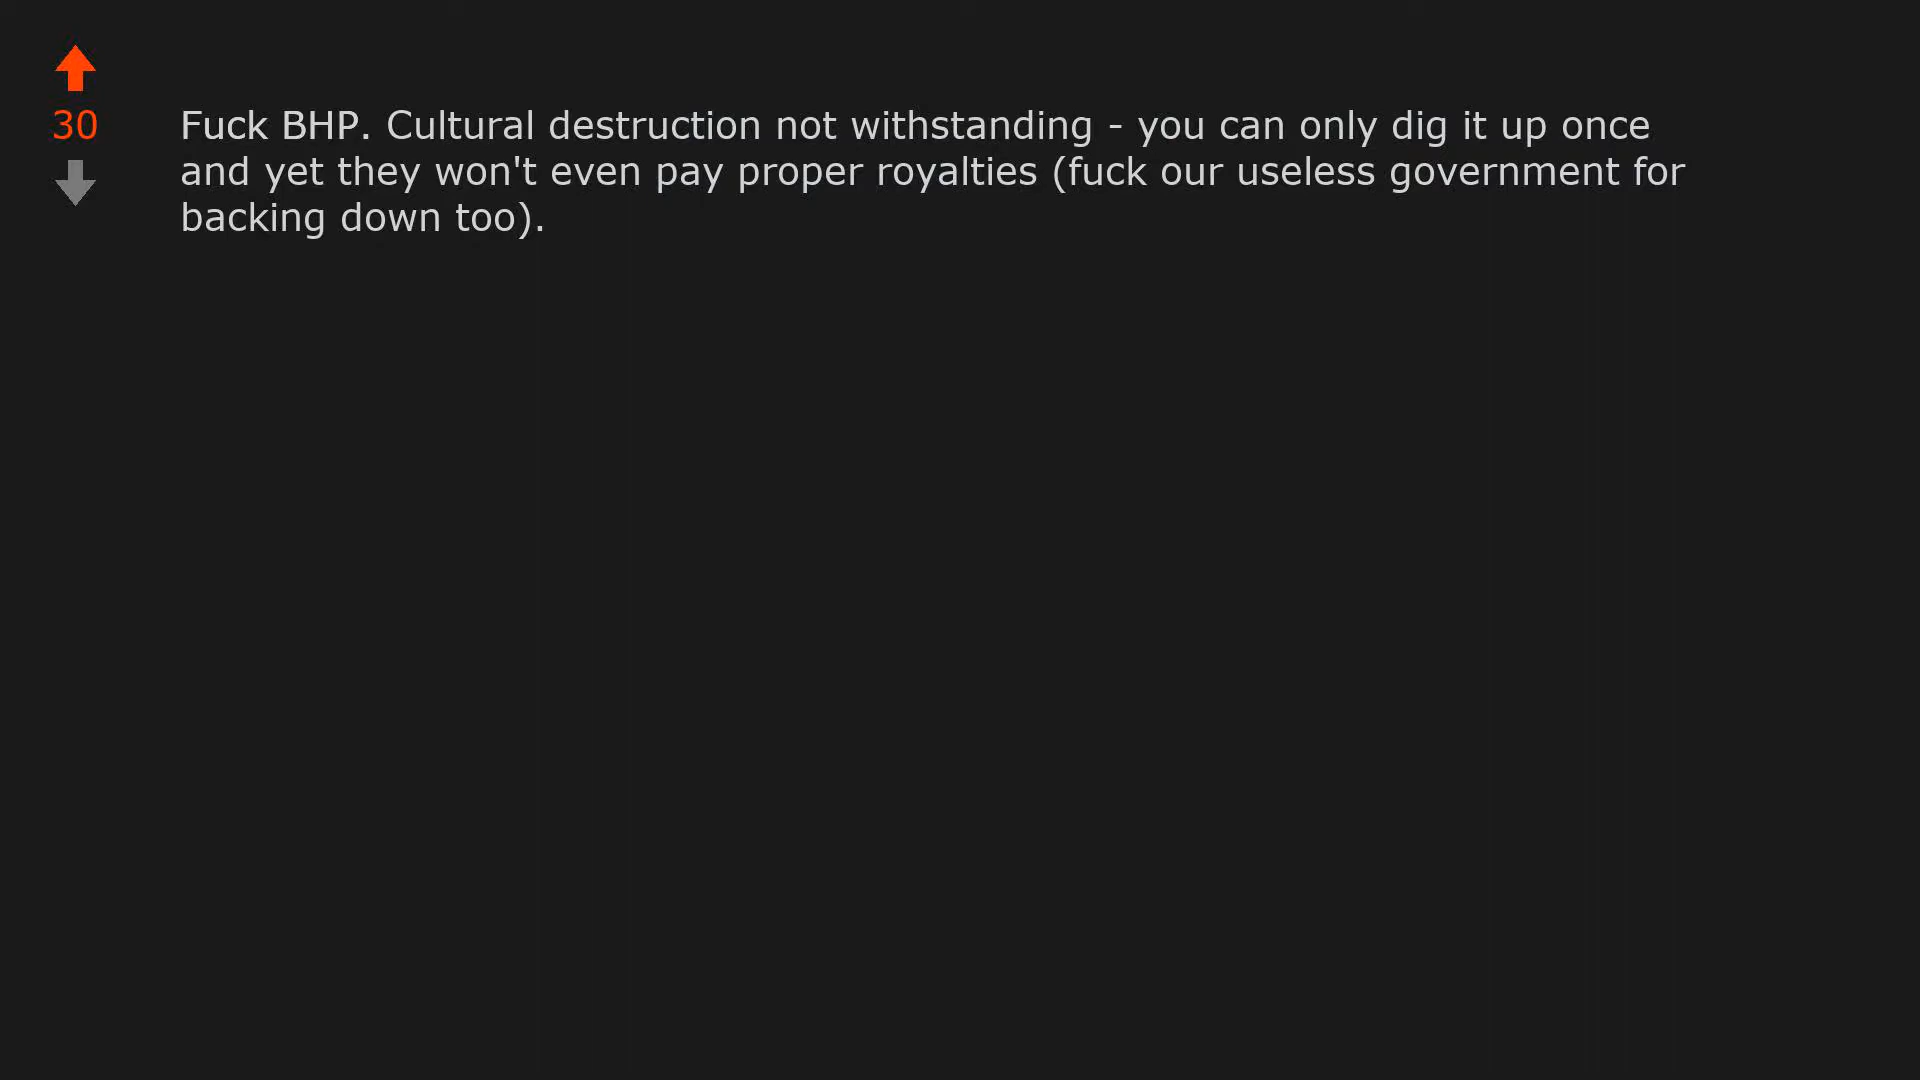 30
Fuck BHP. Cultural destruction not withstanding - you can only dig it up once
and yet they won't even pay proper royalties (fuck our useless government for
backing down too).